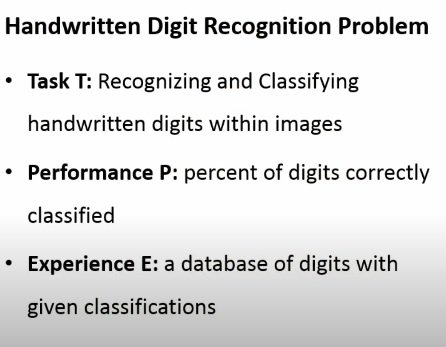 Handwritten Digit Recognition Problem
• Task T: Recognizing and Classifying
handwritten digits within images
• Performance P: percent of digits correctly
classified
• Experience E: a database of digits with
given classifications